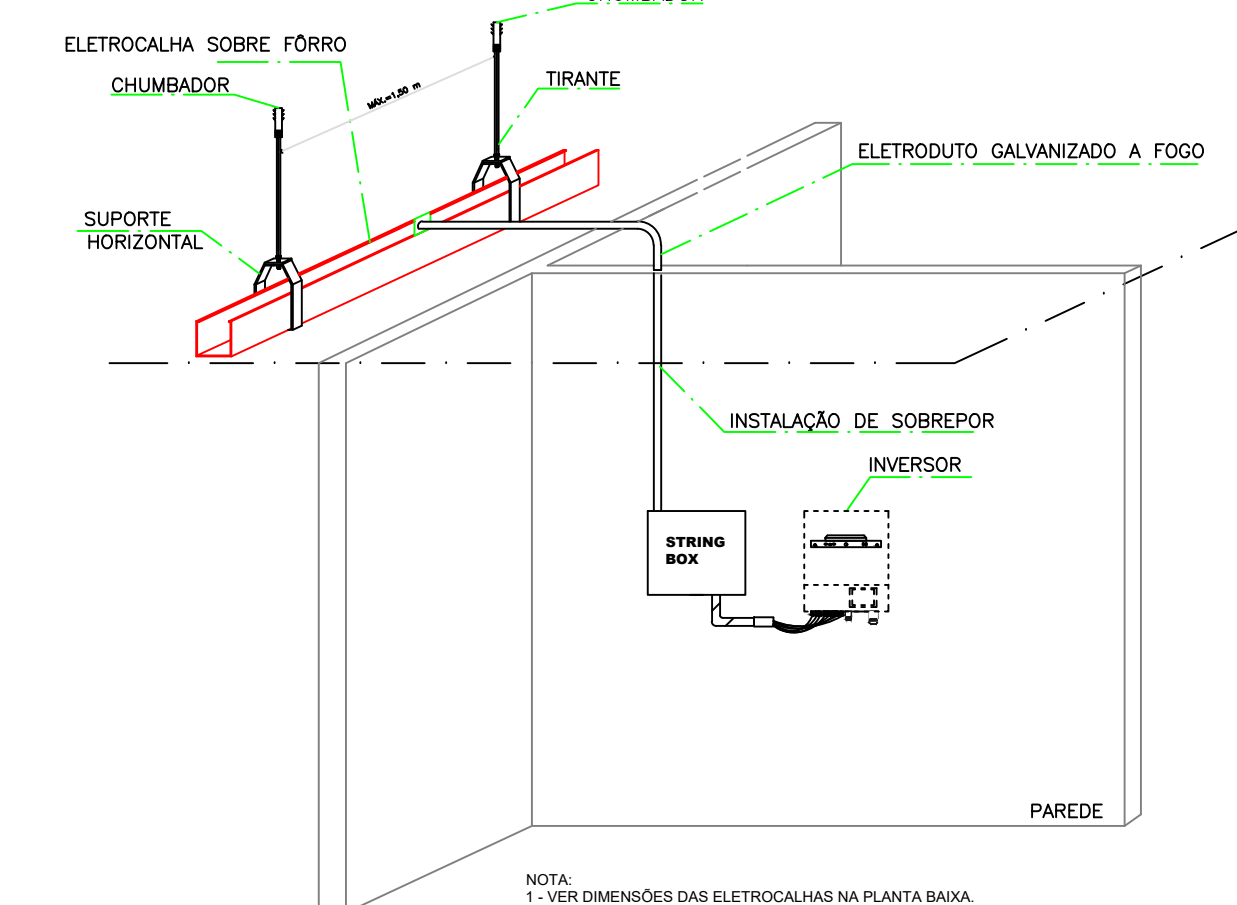 ELETROCALHA SOBRE FÔRRO
CHUMBADOR
MÁX.=1,50 m
TIRANTE
ELETRODUTO GALVANIZADO A FOGO
SUPORTE
HORIZONTAL
INSTALAÇÃO DE SOBREPOR
INVERSOR
STRING
BOX
PAREDE
NOTA:
1 - VER DIMENSÕES DAS ELETROCALHAS NA PLANTA BAIXA.